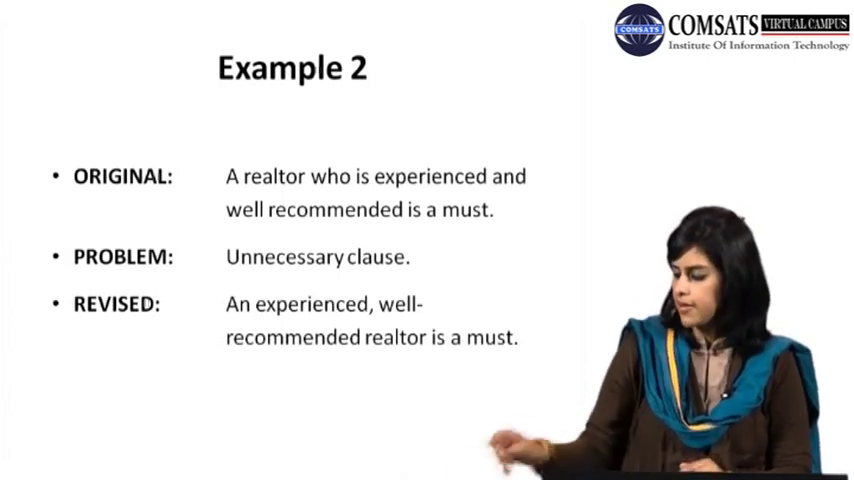 COMSATS VIRTUAL CAMPUS
COMSATS
Institute Of Information Technology
Example 2
• ORIGINAL: A realtor who is experienced and
well recommended is a must.
• PROBLEM: Unnecessary clause.
• REVISED: An experienced, well-
recommended realtor is a must.